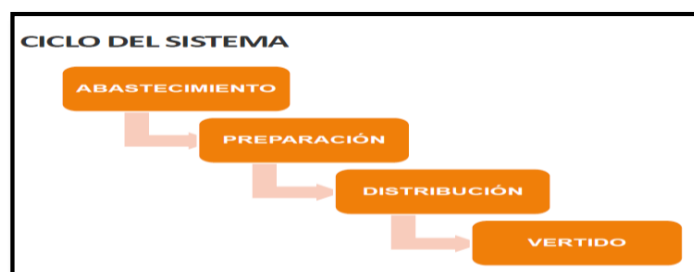 CICLO DEL SISTEMA
ABASTECIMIENTO
PREPARACIÓN
DISTRIBUCIÓN
VERTIDO